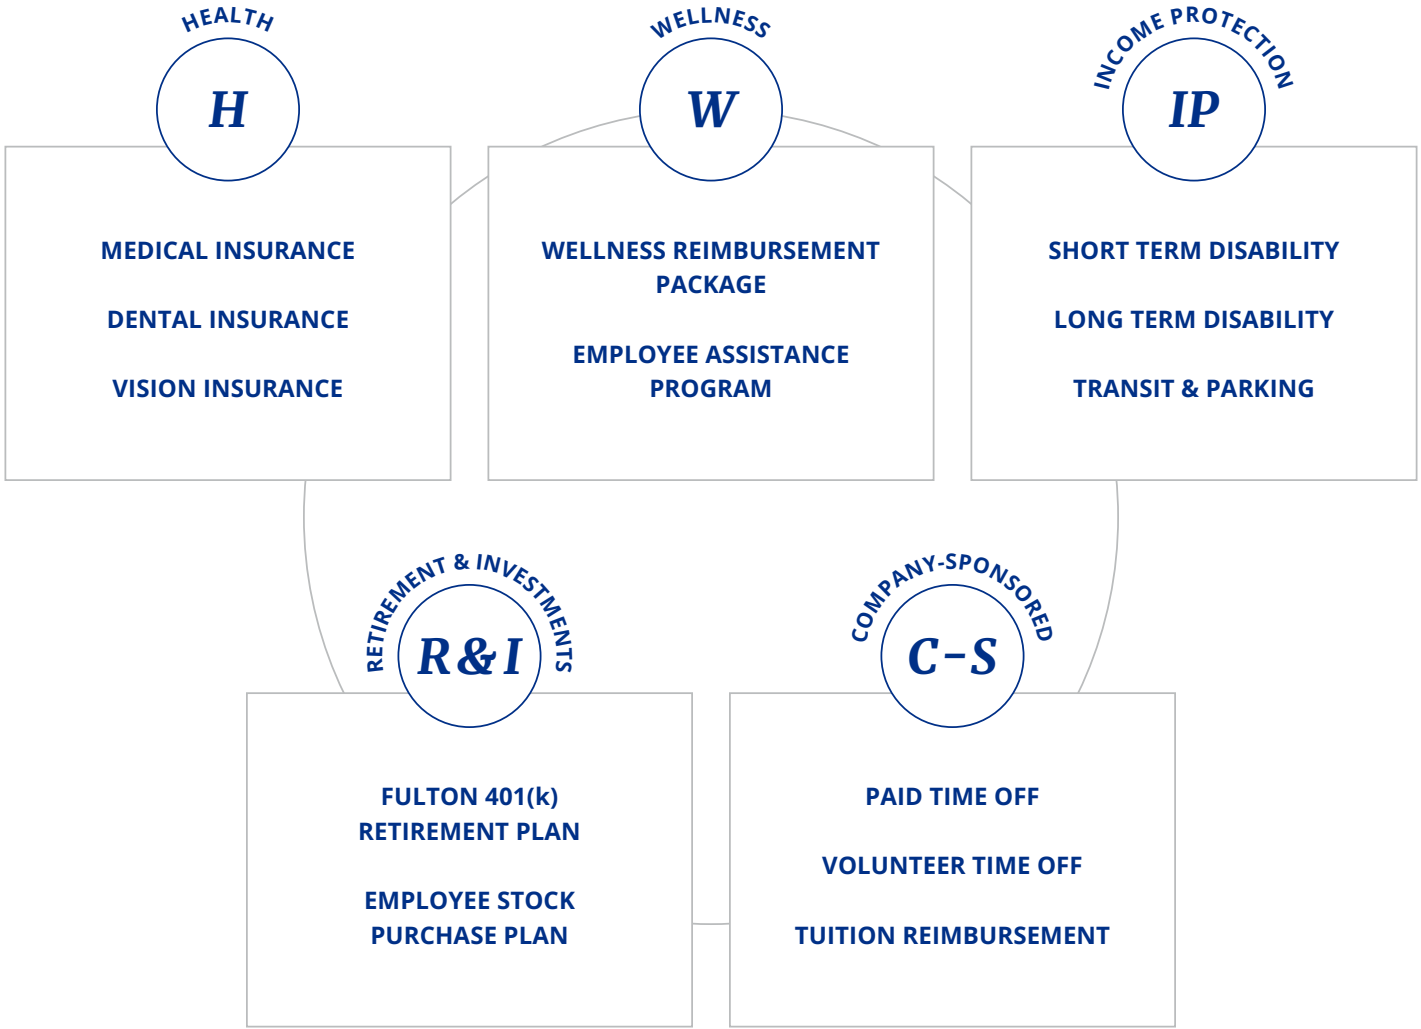 HEALTH
H
MEDICAL INSURANCE
DENTAL INSURANCE
VISION INSURANCE
WELLNESS
W
WELLNESS REIMBURSEMENT
PACKAGE
EMPLOYEE ASSISTANCE
PROGRAM
INCOME PROTECTION
IP
SHORT TERM DISABILITY
LONG TERM DISABILITY
TRANSIT & PARKING
RETIREMENT & INVESTMENTS
R&I
FULTON 401(k)
RETIREMENT PLAN
EMPLOYEE STOCK
PURCHASE PLAN
COMPANY-SPONSORED
C-S
PAID TIME OFF
VOLUNTEER TIME OFF
TUITION REIMBURSEMENT